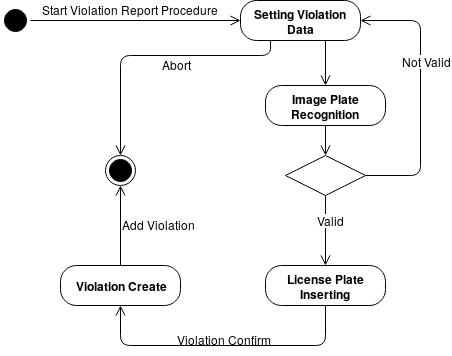 Start Violation Report Procedure
Setting Violation
Data
Abort
Not Valid
Image Plate
Recognition
Valid
Add Violation
Violation Create
License Plate
Inserting
Violation Confirm